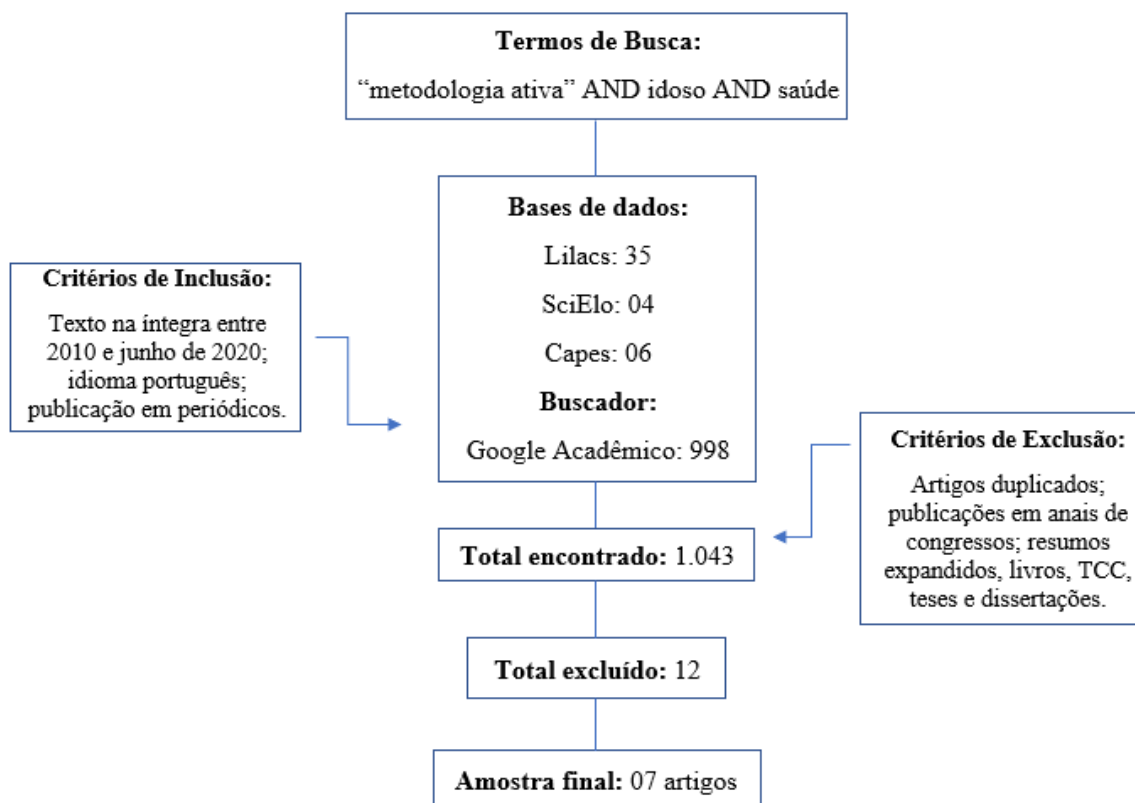 Termos de Busca:
“metodologia ativa” AND idoso AND saúde
Bases de dados:
Lilacs: 35
SciElo: 04
Capes: 06
Buscador:
Google Acadêmico: 998
Critérios de Inclusão:
Texto na íntegra entre
2010 e junho de 2020;
idioma português;
publicação em periódicos.
Critérios de Exclusão:
Artigos duplicados;
publicações em anais de
congressos; resumos
expandidos, livros, TCC,
teses e dissertações.
Total encontrado: 1.043
Total excluído: 12
Amostra final: 07 artigos